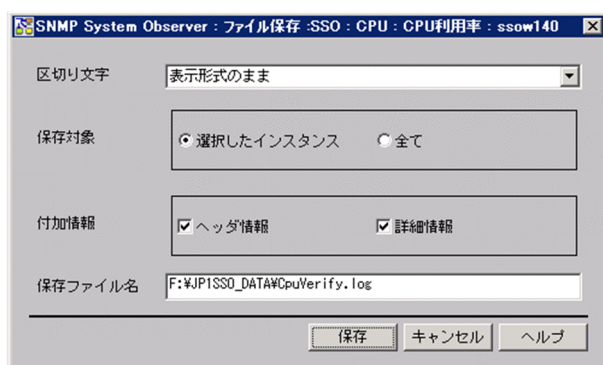 SNMP System Observer : ファイル保存 :SSO : CPU : CPU利用率 : ssow140
区切り文字 表示形式のまま
保存対象 選択したインスタンス 全て
付加情報 ヘッダ情報 詳細情報
保存ファイル名 F:¥JP1SSO_DATA¥CpuVerify.log
保存 キャンセル ヘルプ